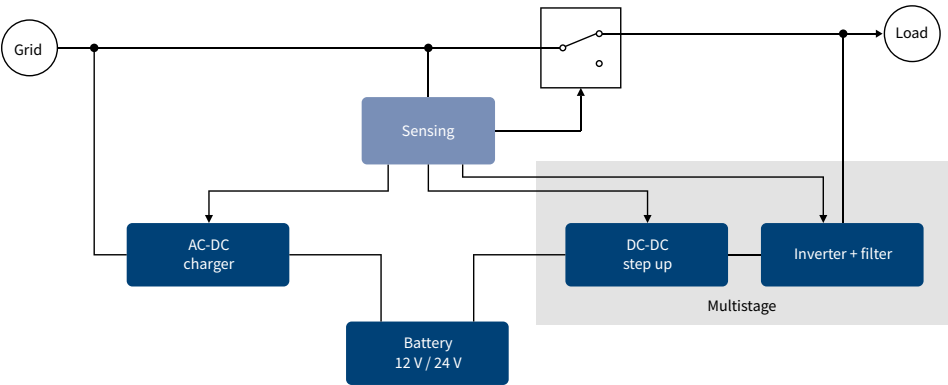 Grid
Load
Sensing
AC-DC
charger
DC-DC
step up
Inverter + filter
Multistage
Battery
12 V / 24 V